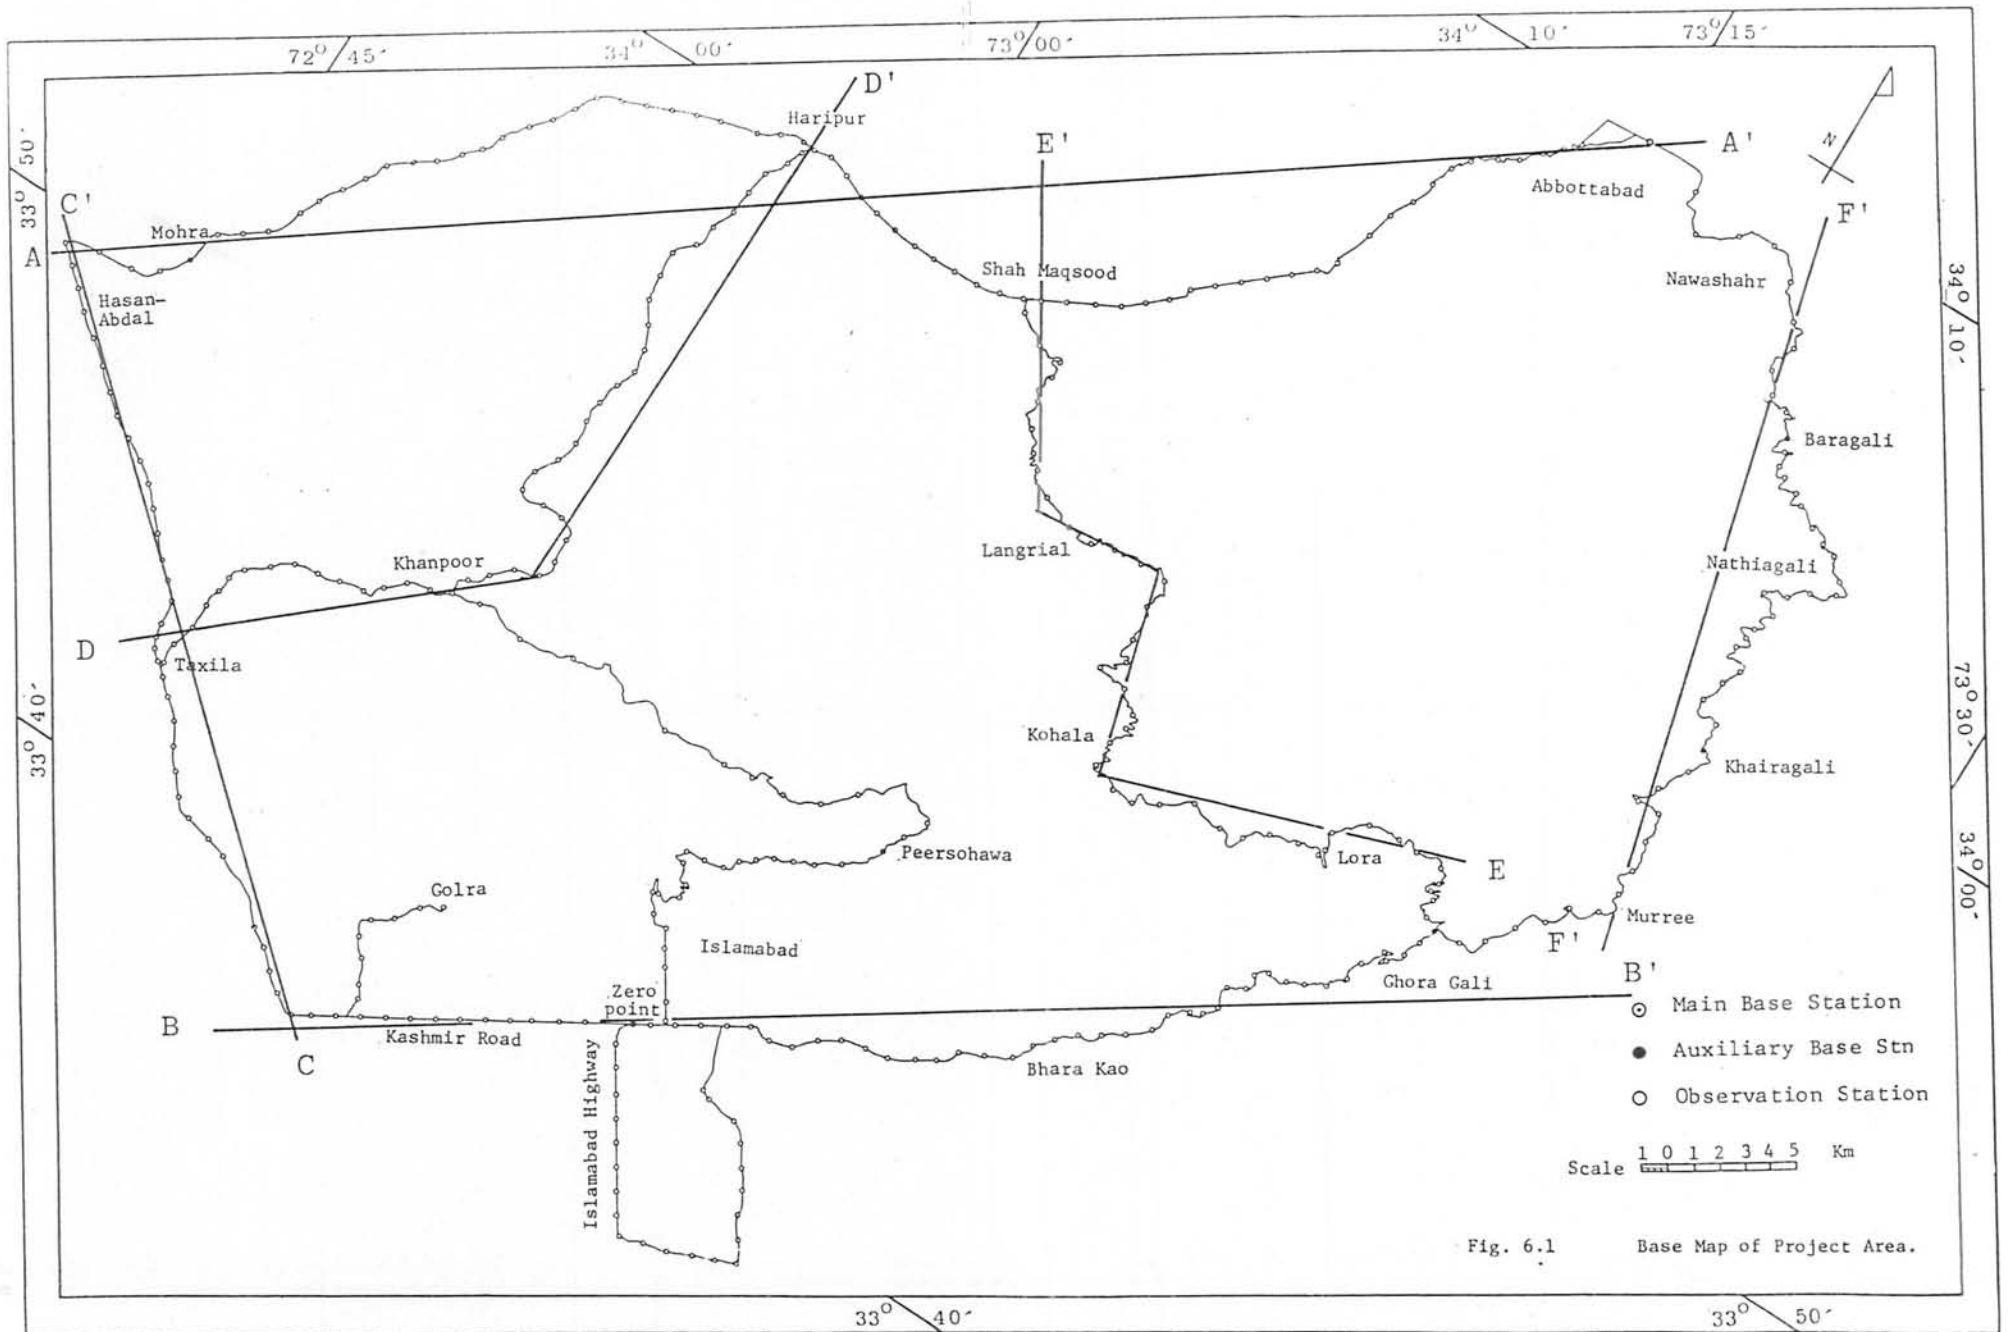 72° 45′
34° 00′
73° 00′
34° 10′
73° 15′
33° 50′
D'
Haripur
E'
A'
N
Abbottabad
C'
F'
Mohra
A
Shah Maqsood
Nawashahr
Hasan-
Abdal
34° 10′
Baragali
Langrial
Khanpoor
Nathiagali
D
Taxila
33° 40′
Kohala
73° 30′
Khairagali
Peersohawa
Lora
E
34° 00′
Golra
Murree
Islamabad
F'
Ghora Gali
B'
Zero
point
B
Kashmir Road
C
Islamabad Highway
Bhara Kao
Main Base Station
Auxiliary Base Stn
Observation Station
Scale 1 0 1 2 3 4 5 Km
Fig. 6.1 Base Map of Project Area.
33° 40′
33° 50′